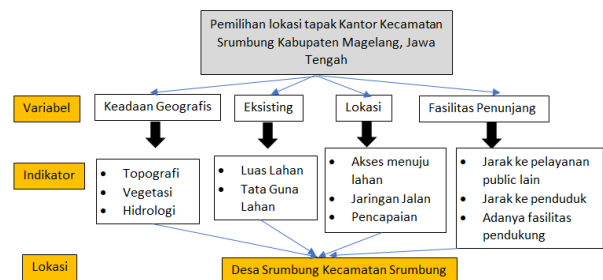 Pemilihan lokasi tapak Kantor Kecamatan
Srumbung Kabupaten Magelang, Jawa
Tengah
Variabel
Keadaan Geografis
Eksisting
Lokasi
Fasilitas Penunjang
Indikator
• Topografi
• Vegetasi
• Hidrologi
• Luas Lahan
• Tata Guna
Lahan
• Akses menuju
lahan
• Jaringan Jalan
• Pencapaian
• Jarak ke pelayanan
public lain
• Jarak ke penduduk
• Adanya fasilitas
pendukung
Lokasi
Desa Srumbung Kecamatan Srumbung